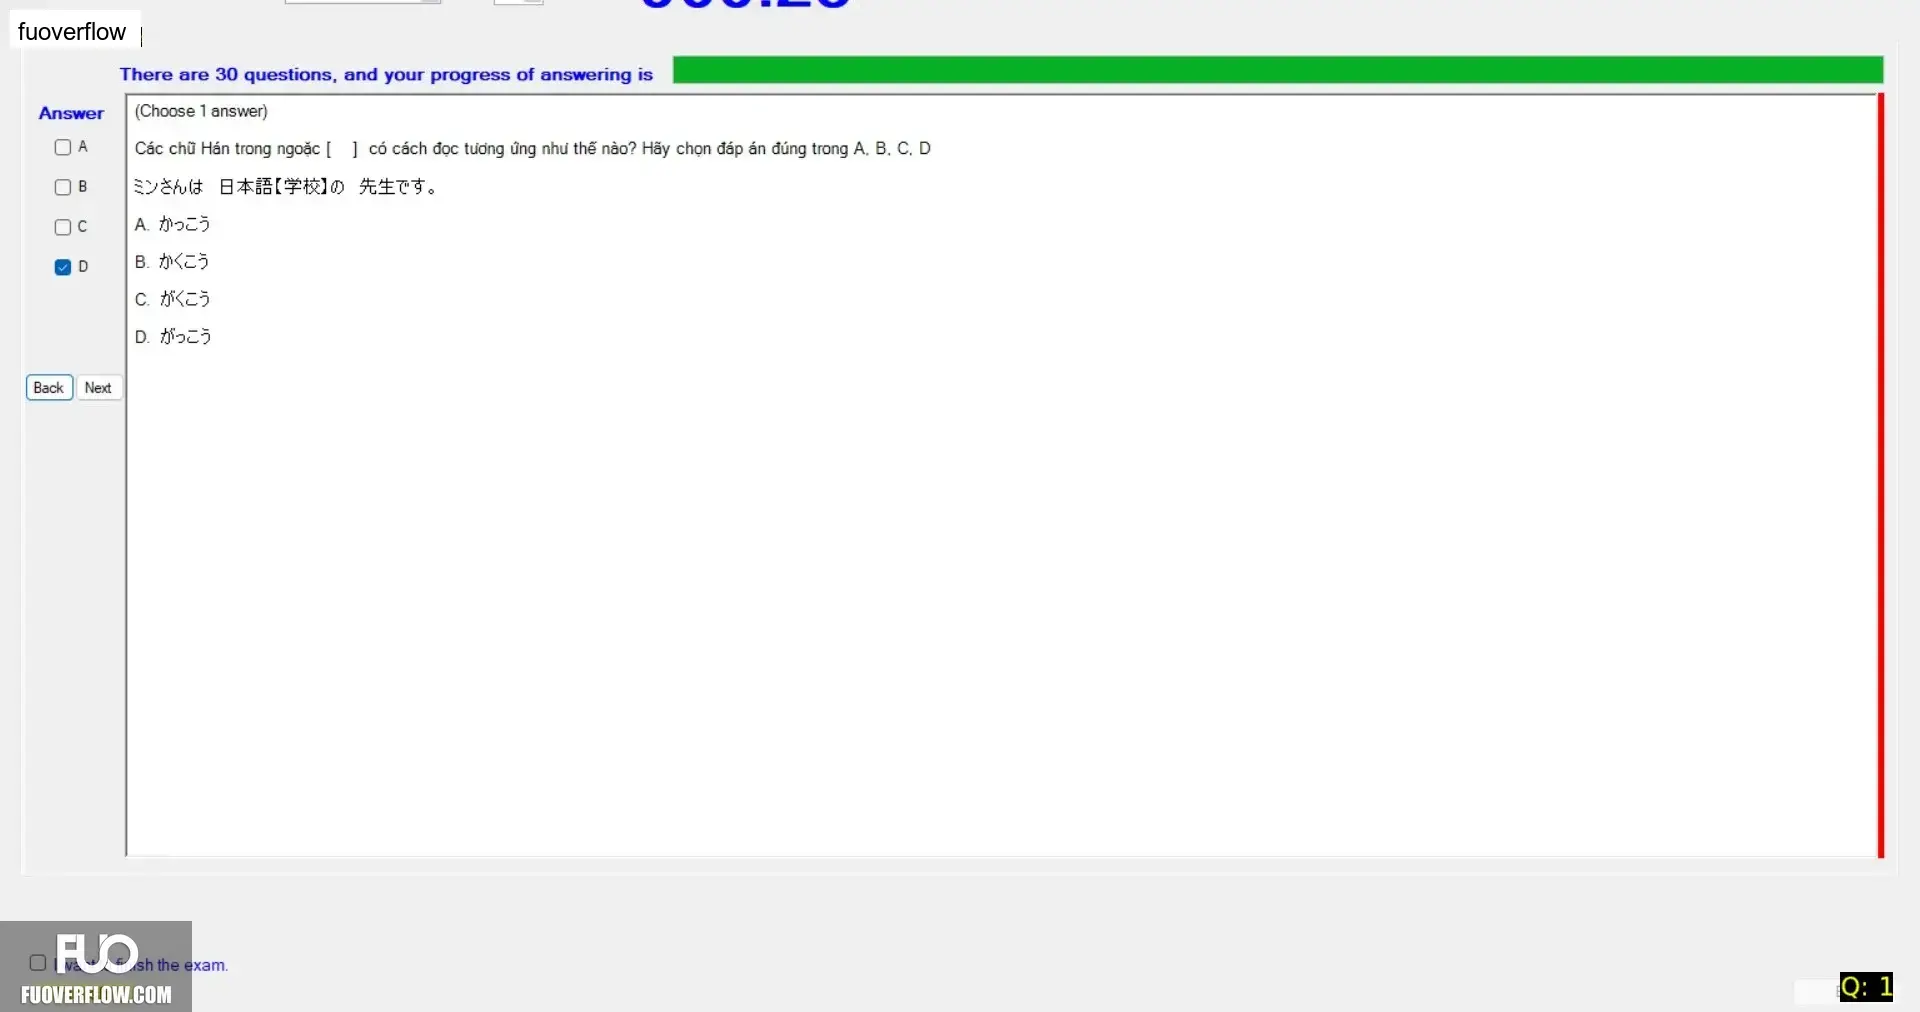 fuoverflow
There are 30 questions, and your progress of answering is
Answer
A
B
C
D
Back Next
(Choose 1 answer)
Các chữ Hán trong ngoặc [   ] có cách đọc tương ứng như thế nào? Hãy chọn đáp án đúng trong A, B, C, D
ミンさんは　日本語【学校】の　先生です。
A. かっこう
B. かくこう
C. がくこう
D. がっこう
the exam.
FUO
FUOVERFLOW.COM
Q: 1